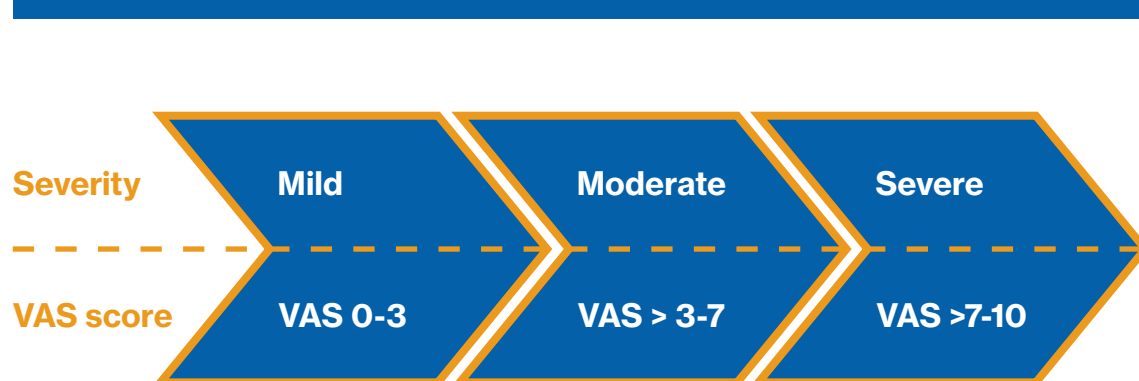 Severity Mild Moderate Severe
VAS score VAS 0-3 VAS > 3-7 VAS >7-10